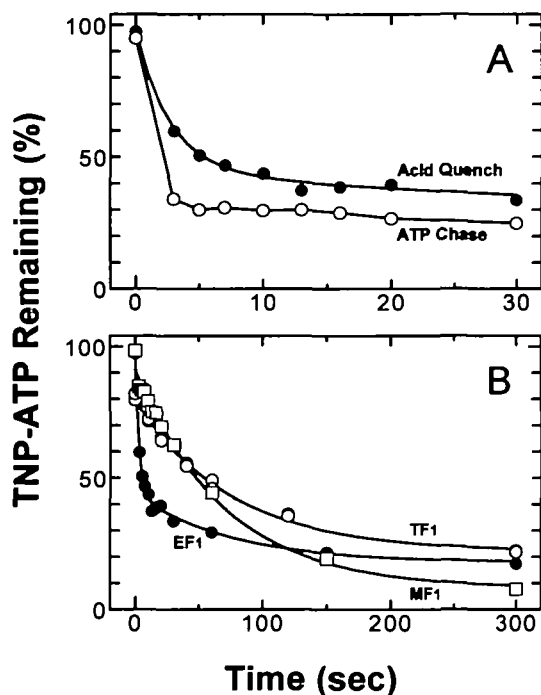 TNP-ATP Remaining (%)
100
50
0
A
Acid Quench
ATP Chase
0
10
20
30
100
50
0
B
EF1
TF1
MF1
0
100
200
300
Time (sec)